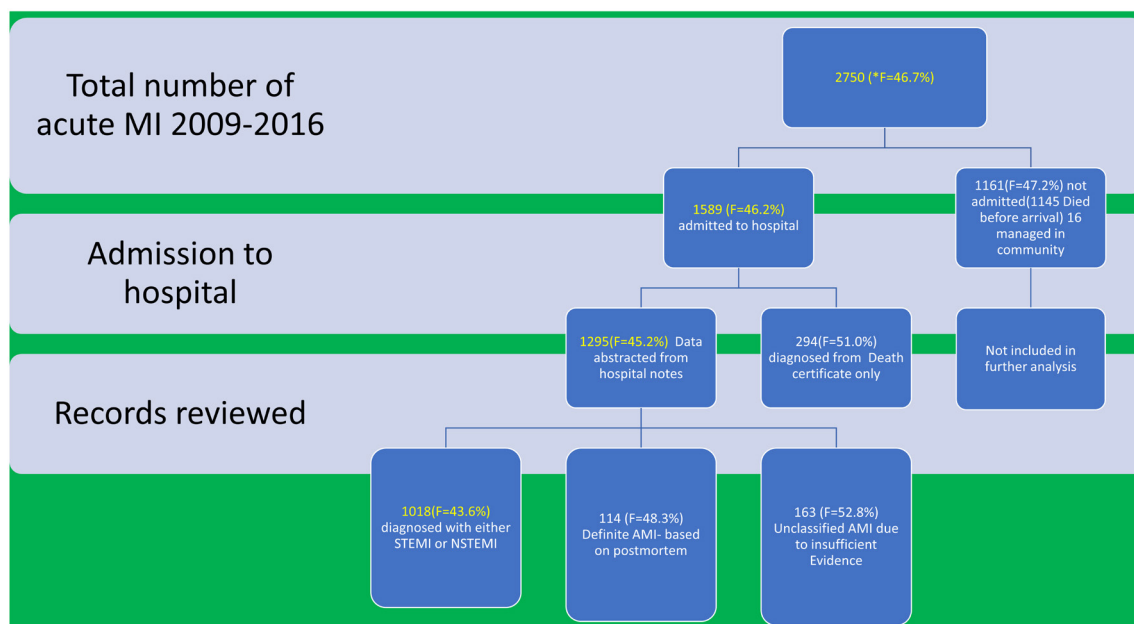 Total number of
acute MI 2009-2016
2750 (*F=46.7%)
1589 (F=46.2%)
admitted to hospital
1161(F=47.2%) not
admitted(1145 Died
before arrival) 16
managed in
community
Admission to
hospital
1295(F=45.2%) Data
abstracted from
hospital notes
294(F=51.0%)
diagnosed from Death
certificate only
Not included in
further analysis
Records reviewed
1018(F=43.6%)
diagnosed with either
STEMI or NSTEMI
114 (F=48.3%)
Definite AMI- based
on postmortem
163 (F=52.8%)
Unclassified AMI due
to insufficient
Evidence